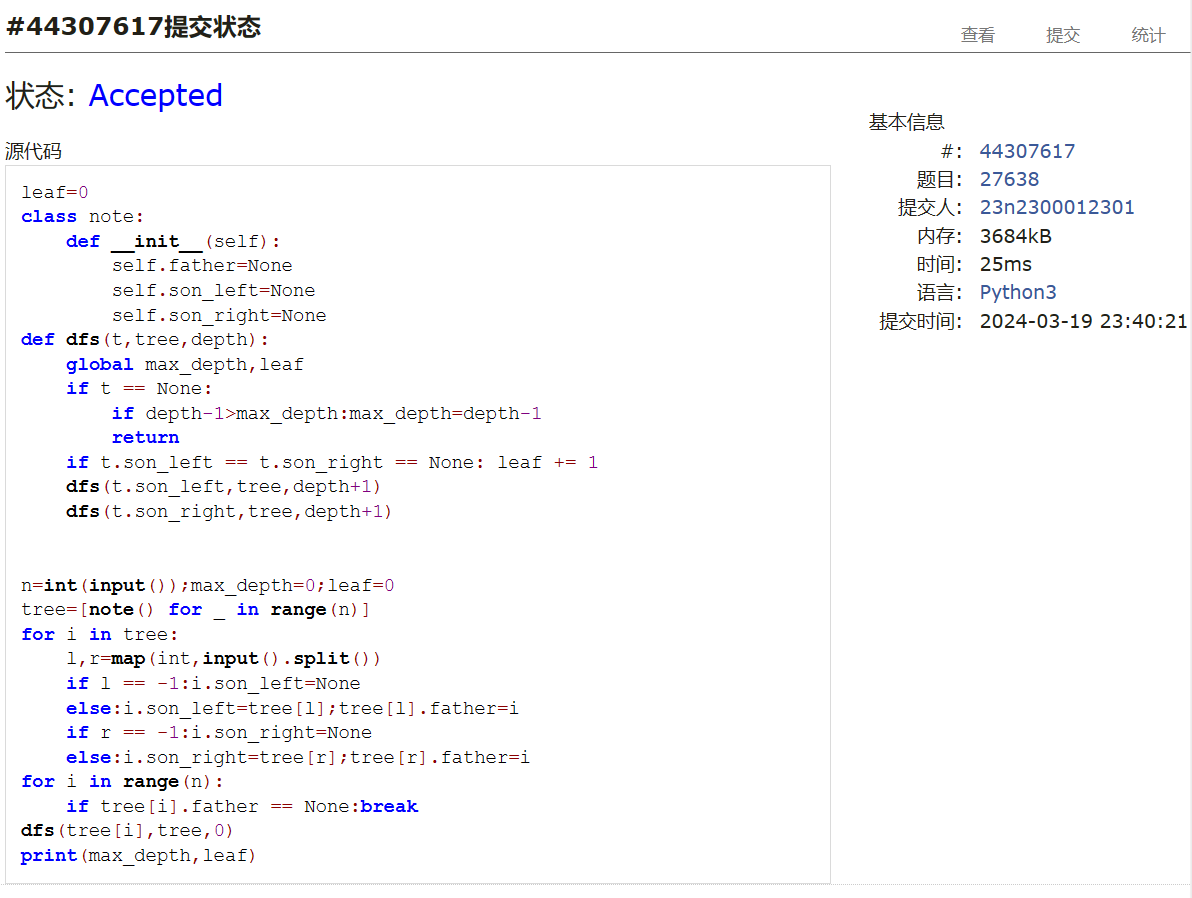 #44307617提交状态
查看 提交 统计
状态: Accepted
源代码
leaf=0
class note:
    def __init__(self):
        self.father=None
        self.son_left=None
        self.son_right=None
def dfs(t,tree,depth):
    global max_depth,leaf
    if t == None:
        if depth-1>max_depth:max_depth=depth-1
        return
    if t.son_left == t.son_right == None: leaf += 1
    dfs(t.son_left,tree,depth+1)
    dfs(t.son_right,tree,depth+1)
n=int(input());max_depth=0;leaf=0
tree=[note() for _ in range(n)]
for i in tree:
    l,r=map(int,input().split())
    if l == -1:i.son_left=None
    else:i.son_left=tree[l];tree[l].father=i
    if r == -1:i.son_right=None
    else:i.son_right=tree[r];tree[r].father=i
for i in range(n):
    if tree[i].father == None:break
dfs(tree[i],tree,0)
print(max_depth,leaf)
基本信息
#: 44307617
题目: 27638
提交人: 23n2300012301
内存: 3684kB
时间: 25ms
语言: Python3
提交时间: 2024-03-19 23:40:21